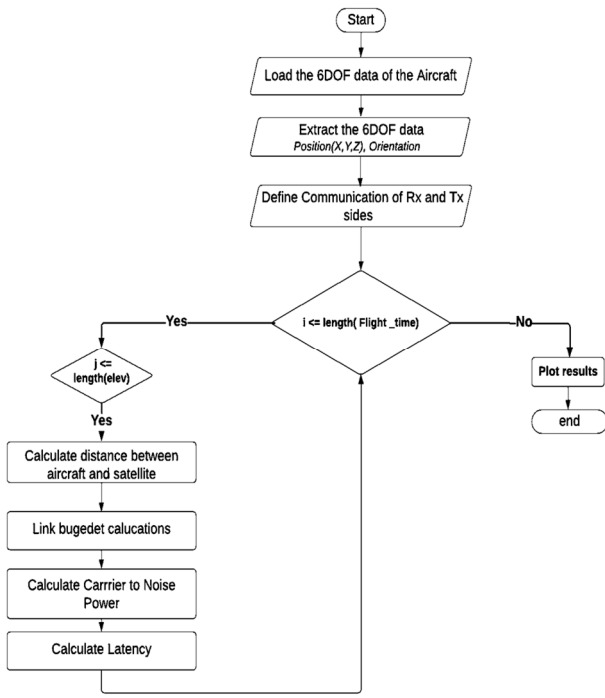 Start
Load the 6DOF data of the Aircraft
Extract the 6DOF data
Position(X,Y,Z), Orientation
Define Communication of Rx and Tx
sides
i <= length( Flight _time)
Yes
No
j <=
length(elev)
Plot results
Yes
end
Calculate distance between
aircraft and satellite
Link bugedet calucations
Calculate Carrrier to Noise
Power
Calculate Latency